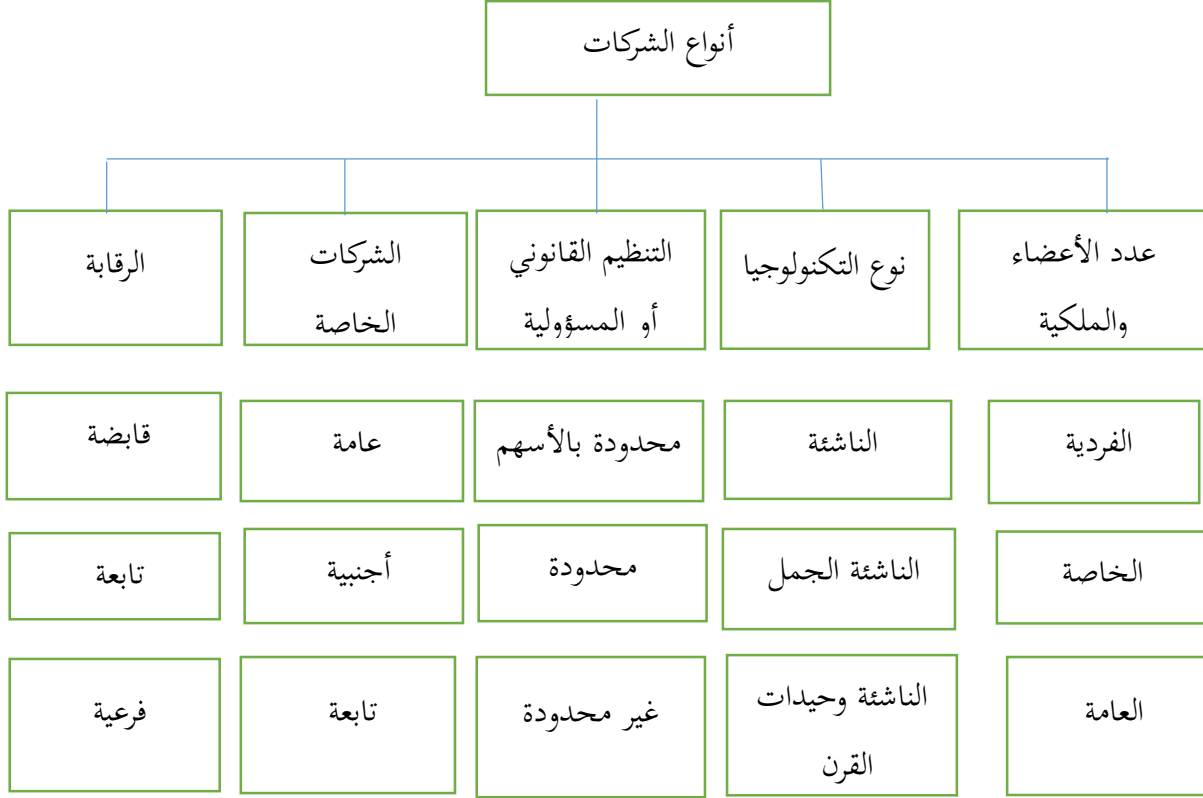 أنواع الشركات
عدد الأعضاء
والملكية
نوع التكنولوجيا
التنظيم القانوني
أو المسؤولية
الشركات
الخاصة
الرقابة
الفردية
الناشئة
محدودة بالأسهم
عامة
قابضة
الخاصة
الناشئة الجمل
محدودة
أجنبية
تابعة
العامة
الناشئة وحيدات
القرن
غير محدودة
تابعة
فرعية